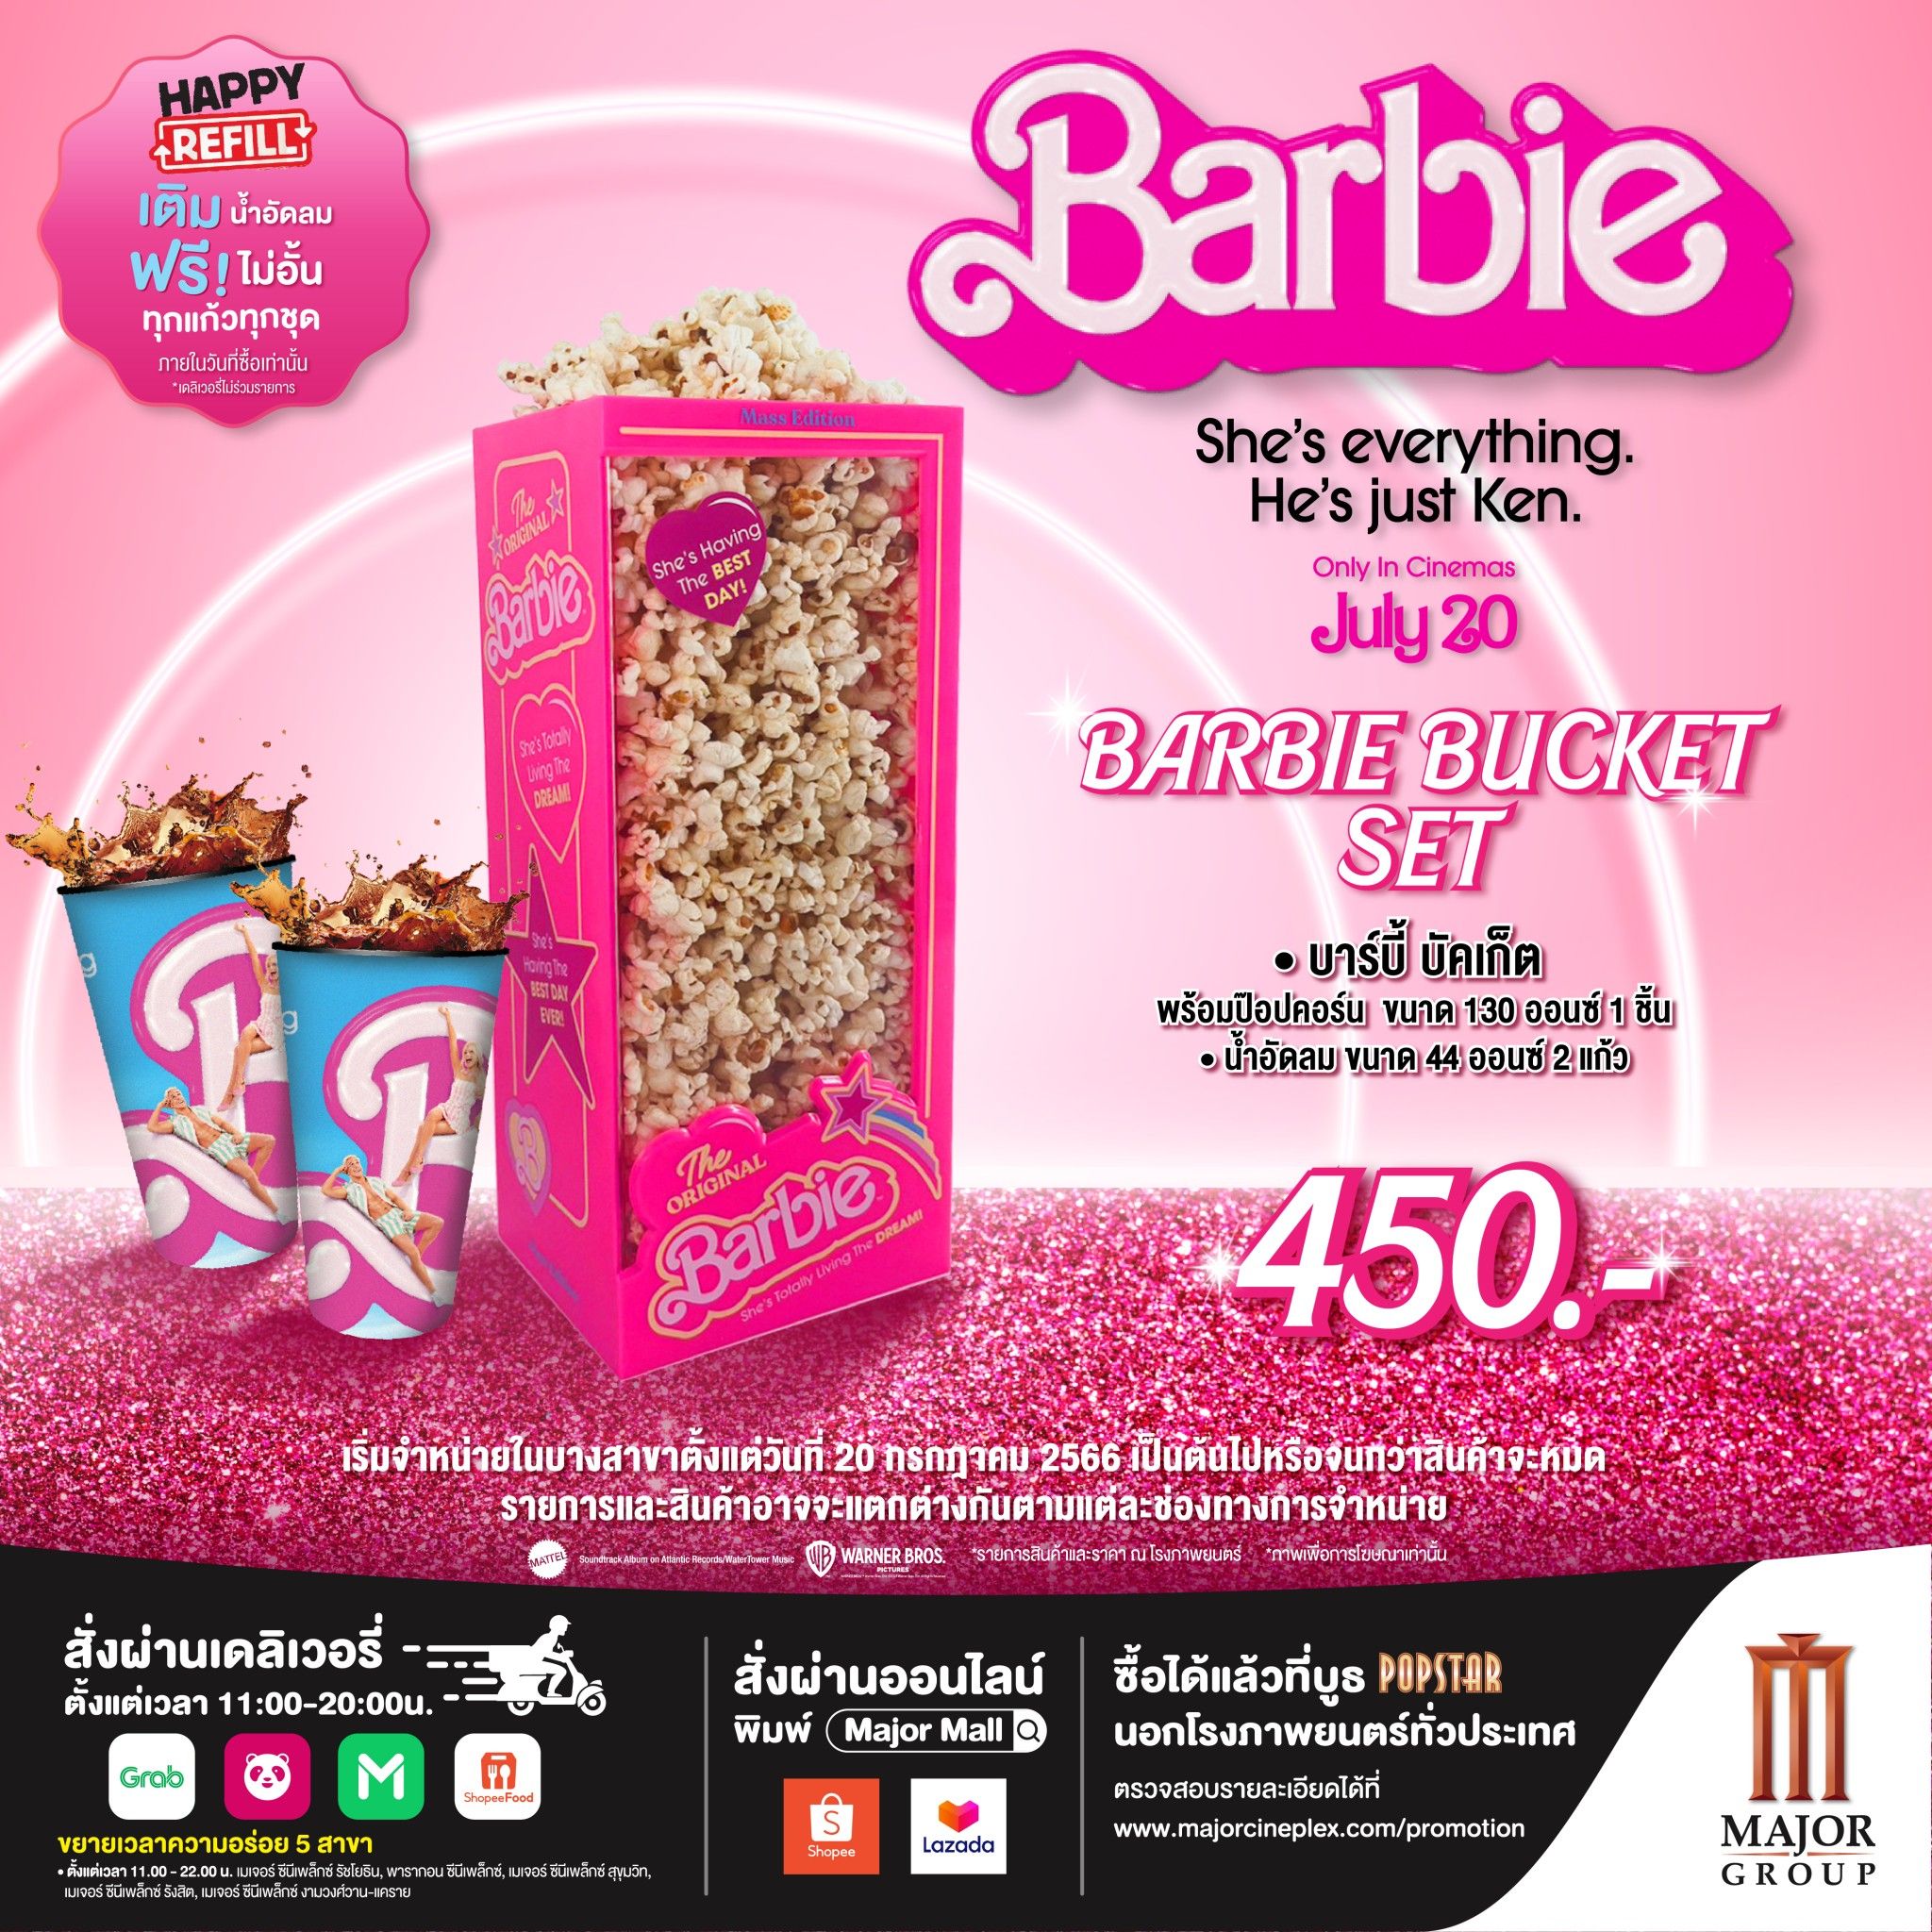 HAPPY
REFILL
เติม น้ำอัดลม
ฟรี! ไม่อั้น
ทุกแก้วทุกชุด
ภายในวันที่ซื้อเท่านั้น
*เดลิเวอรี่ไม่ร่วมรายการ
Barbie
She's everything.
He's just Ken.
Only In Cinemas
July 20
Mass Edition
The
ORIGINAL
Barbie
She's Having
The BEST
DAY!
She's Totally
Living The
DREAM!
She's
Having The
BEST DAY
EVER!
B
The
ORIGINAL
Barbie
She's Totally Living The DREAM!
BARBIE BUCKET
SET
• บาร์บี้ บัคเก็ต
พร้อมป๊อปคอร์น ขนาด 130 ออนซ์ 1 ชิ้น
• น้ำอัดลม ขนาด 44 ออนซ์ 2 แก้ว
450.-
เริ่มจำหน่ายในบางสาขาตั้งแต่วันที่ 20 กรกฎาคม 2566 เป็นต้นไปหรือจนกว่าสินค้าจะหมด
รายการและสินค้าอาจจะแตกต่างกันตามแต่ละช่องทางการจำหน่าย
MATTEL Soundtrack Album on Atlantic Records/WaterTower Music WB WARNER BROS. PICTURES *รายการสินค้าและราคา ณ โรงภาพยนตร์ *ภาพเพื่อการโฆษณาเท่านั้น
สั่งผ่านเดลิเวอรี่
ตั้งแต่เวลา 11:00-20:00น.
Grab
ShopeeFood
ขยายเวลาความอร่อย 5 สาขา
• ตั้งแต่เวลา 11.00 - 22.00 น. เมเจอร์ ซีนีเพล็กซ์ รัชโยธิน, พารากอน ซีนีเพล็กซ์, เมเจอร์ ซีนีเพล็กซ์ สุขุมวิท,
เมเจอร์ ซีนีเพล็กซ์ รังสิต, เมเจอร์ ซีนีเพล็กซ์ งามวงศ์วาน-แคราย
สั่งผ่านออนไลน์
พิมพ์ Major Mall
Shopee
Lazada
ซื้อได้แล้วที่บูธ POPSTAR
นอกโรงภาพยนตร์ทั่วประเทศ
ตรวจสอบรายละเอียดได้ที่
www.majorcineplex.com/promotion
MAJOR
GROUP